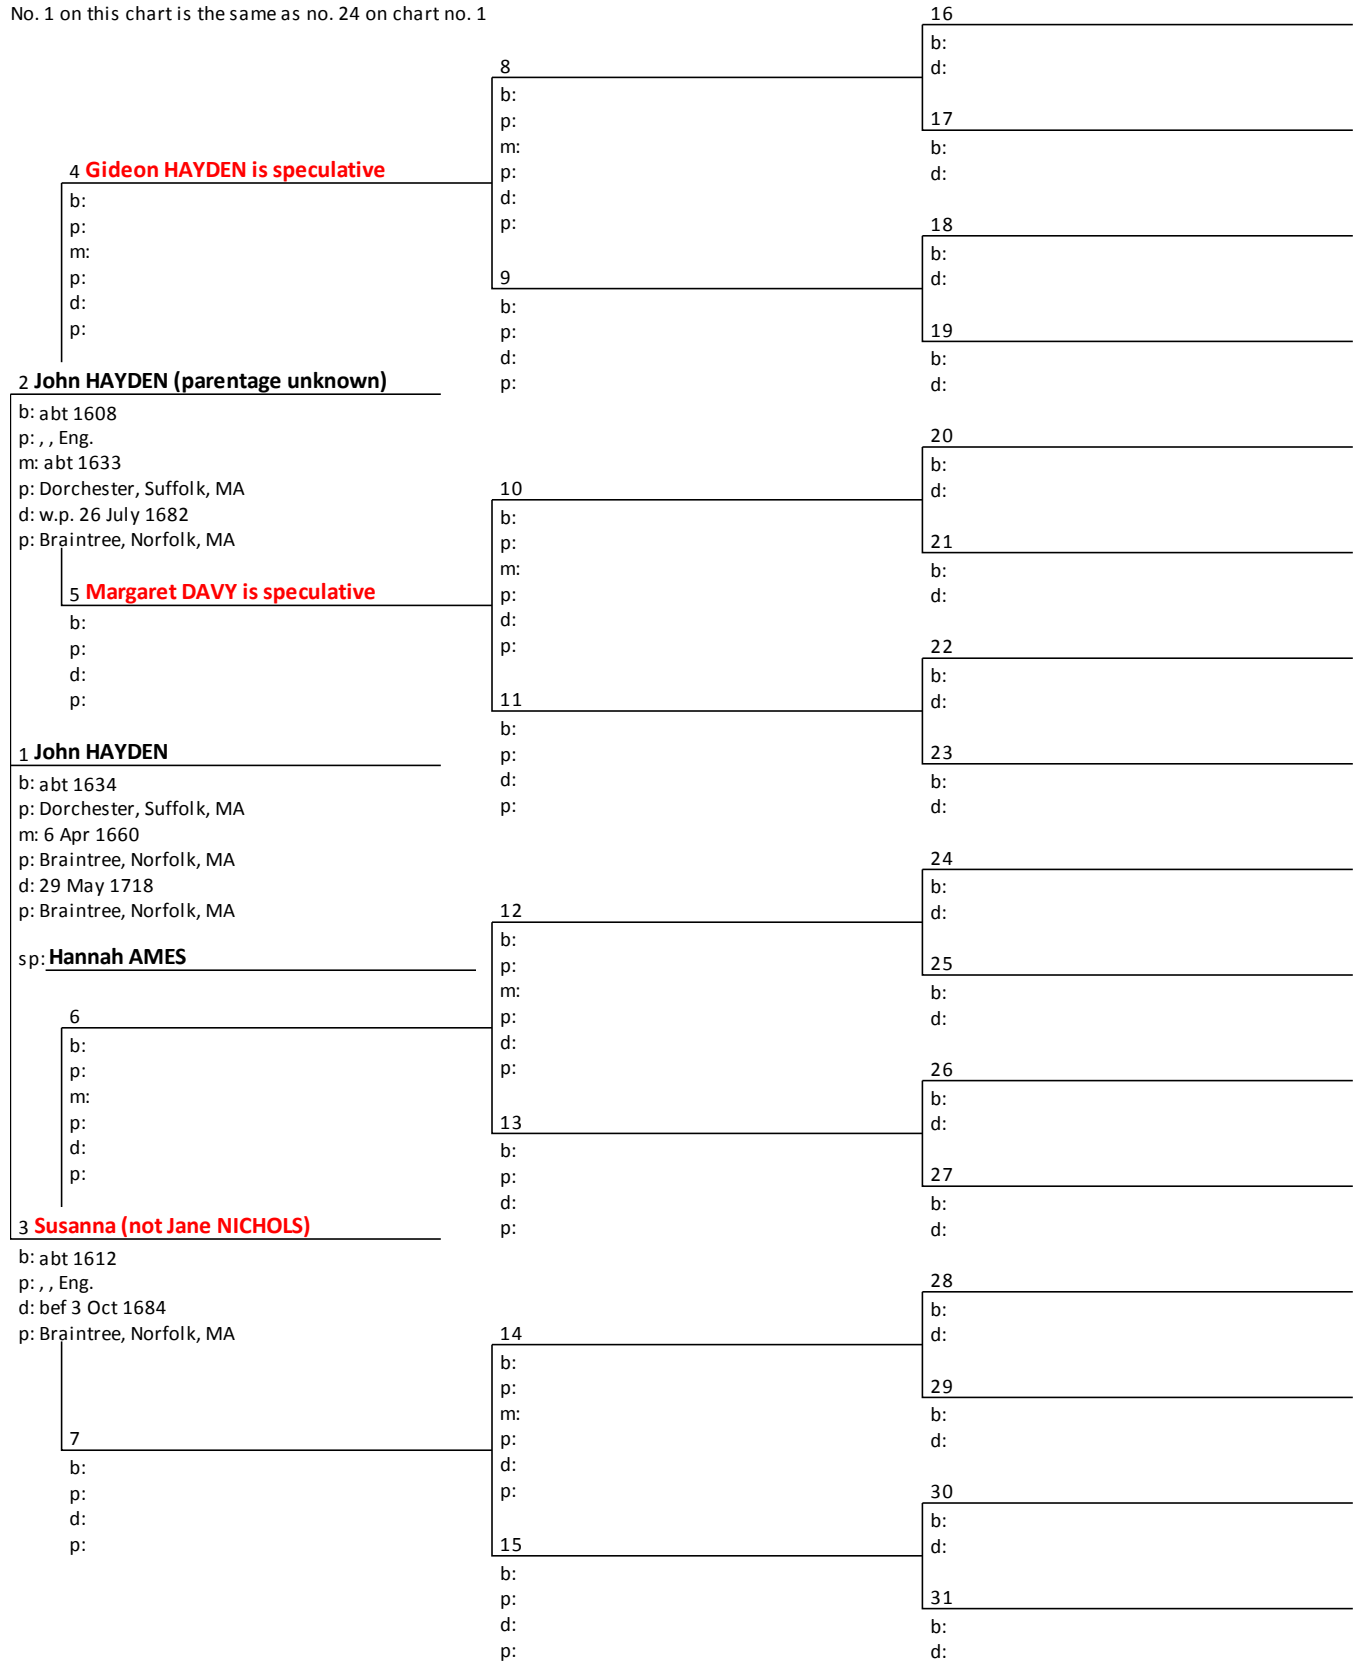 No. 1 on this chart is the same as no. 24 on chart no. 1
4 Gideon HAYDEN is speculative
b:
p:
m:
p:
d:
p:
2 John HAYDEN (parentage unknown)
b: abt 1608
p: , , Eng.
m: abt 1633
p: Dorchester, Suffolk, MA
d: w.p. 26 July 1682
p: Braintree, Norfolk, MA
5 Margaret DAVY is speculative
b:
p:
d:
p:
1 John HAYDEN
b: abt 1634
p: Dorchester, Suffolk, MA
m: 6 Apr 1660
p: Braintree, Norfolk, MA
d: 29 May 1718
p: Braintree, Norfolk, MA
sp: Hannah AMES
6
b:
p:
m:
p:
d:
p:
3 Susanna (not Jane NICHOLS)
b: abt 1612
p: , , Eng.
d: bef 3 Oct 1684
p: Braintree, Norfolk, MA
7
b:
p:
d:
p:
8
b:
p:
m:
p:
d:
p:
9
b:
p:
d:
p:
10
b:
p:
m:
p:
d:
p:
11
b:
p:
d:
p:
12
b:
p:
m:
p:
d:
p:
13
b:
p:
d:
p:
14
b:
p:
m:
p:
d:
p:
15
b:
p:
d:
p:
16
b:
d:
17
b:
d:
18
b:
d:
19
b:
d:
20
b:
d:
21
b:
d:
22
b:
d:
23
b:
d:
24
b:
d:
25
b:
d:
26
b:
d:
27
b:
d:
28
b:
d:
29
b:
d:
30
b:
d:
31
b:
d: